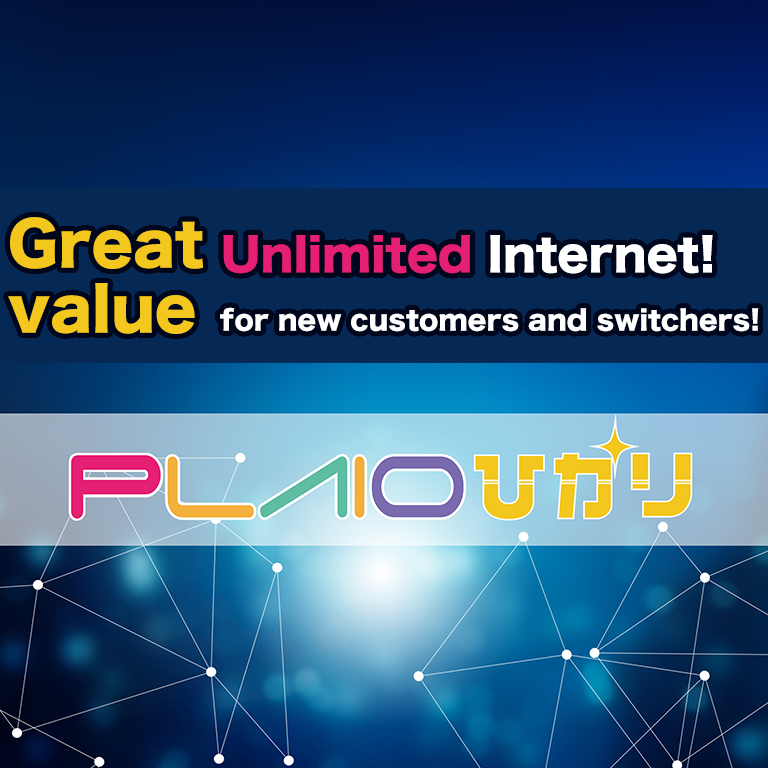 Great value
Unlimited Internet!
for new customers and switchers!
PLAIOひかり